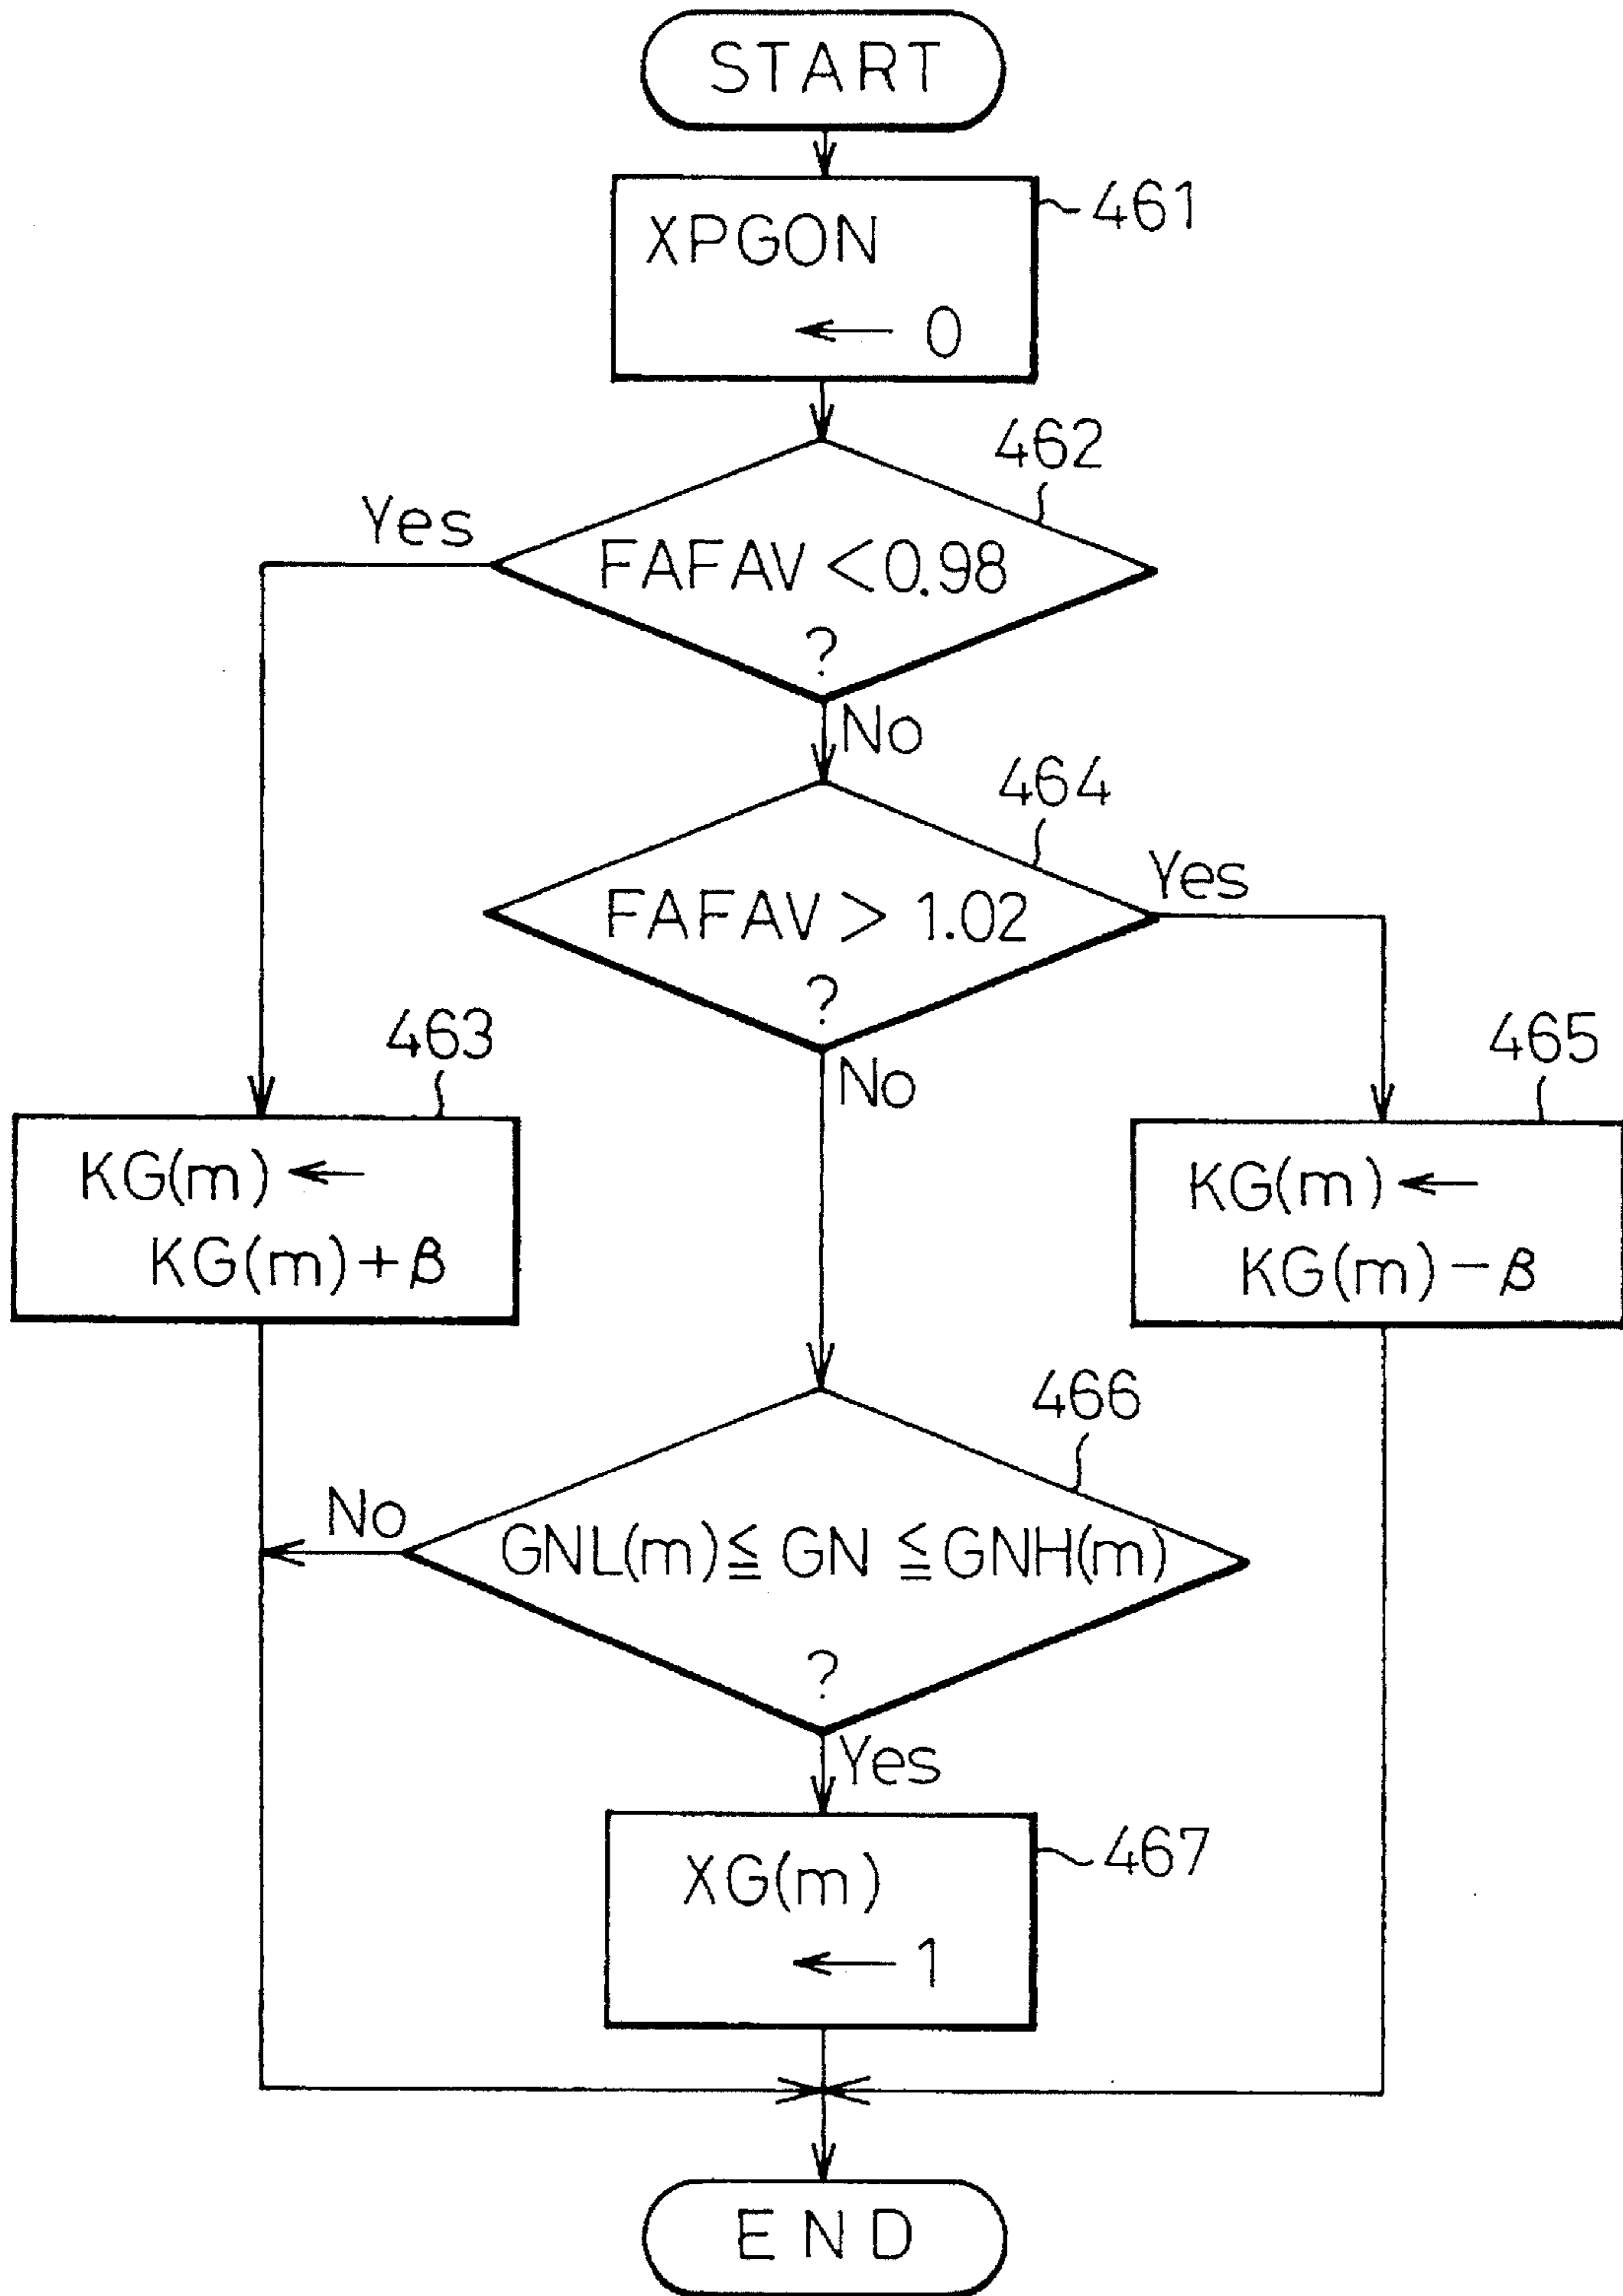 START
XPGON
← 0
461
462
Yes
FAFAV <0.98
?
No
464
FAFAV > 1.02
?
Yes
No
463
KG(m) ←
KG(m)+β
465
KG(m) ←
KG(m)-β
466
No
GNL(m)≦ GN ≦GNH(m)
?
Yes
467
XG(m)
← 1
END